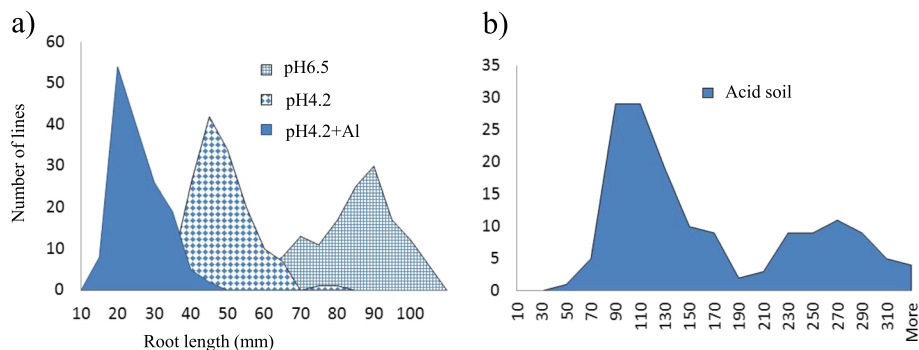 a)
60
50
40
30
20
10
0
Number of lines
pH6.5
pH4.2
pH4.2+Al
10 20 30 40 50 60 70 80 90 100
Root length (mm)
b)
35
30
25
20
15
10
5
0
Acid soil
10 30 50 70 90 110 130 150 170 190 210 230 250 270 290 310 More